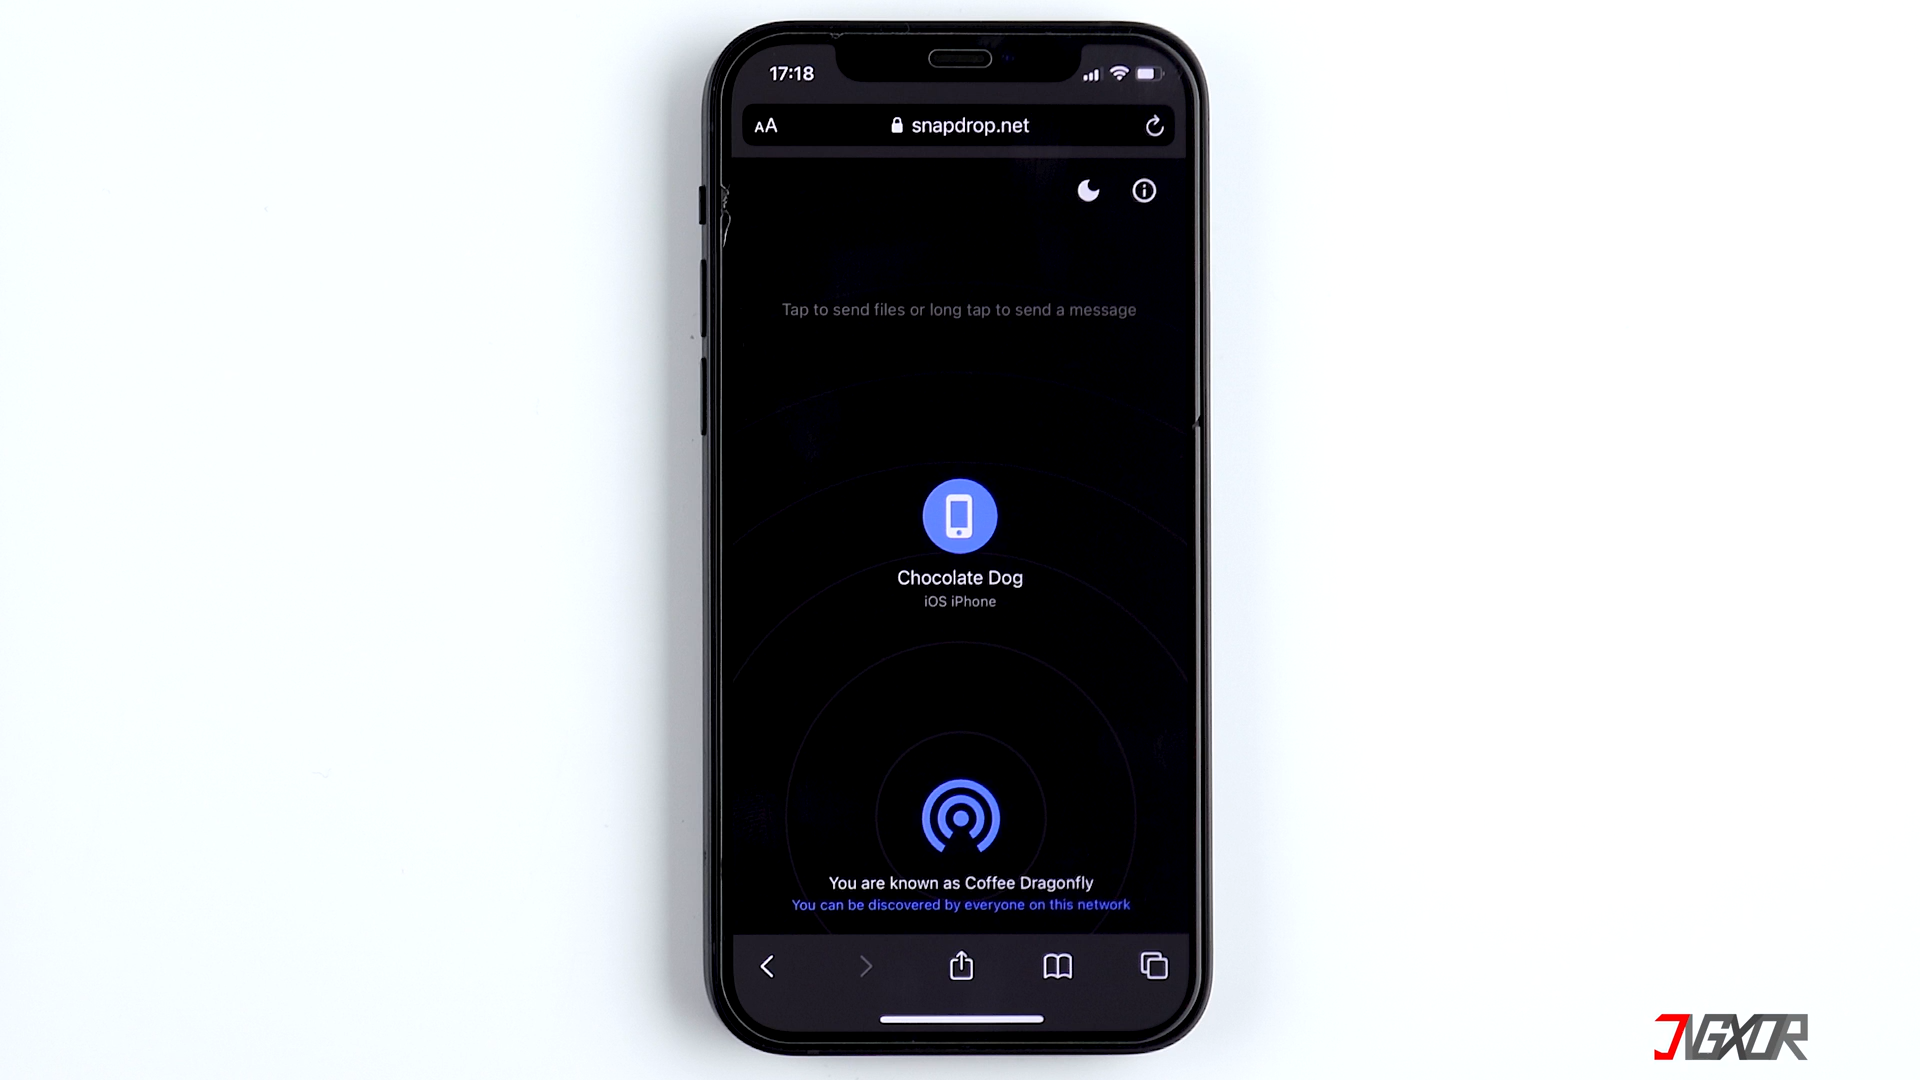 17:18
AA
snapdrop.net
Tap to send files or long tap to send a message
Chocolate Dog
iOS iPhone
You are known as Coffee Dragonfly
You can be discovered by everyone on this network
JVGXOR